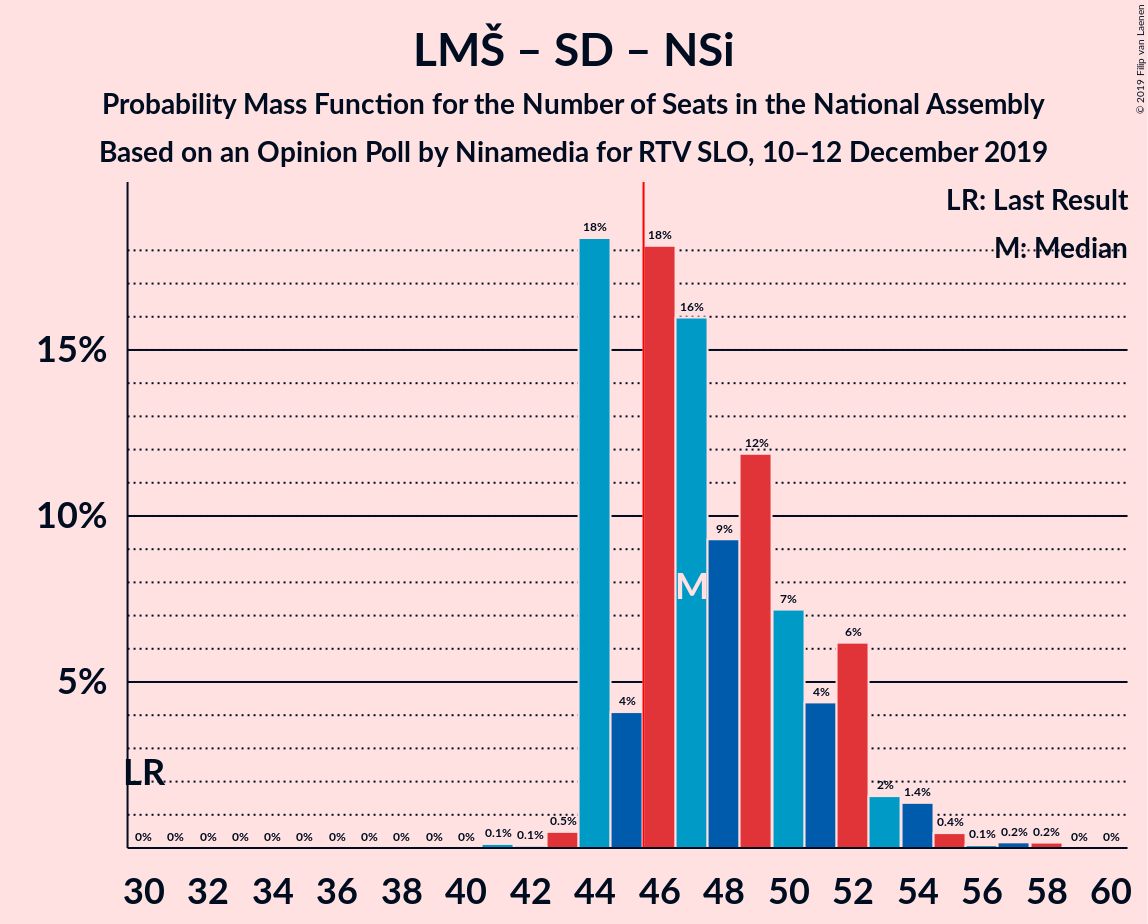 LMŠ – SD – NSi
Probability Mass Function for the Number of Seats in the National Assembly
Based on an Opinion Poll by Ninamedia for RTV SLO, 10–12 December 2019
© 2019 Filip van Laenen
LR: Last Result
M: Median
15%
10%
5%
LR
M
0% 0% 0% 0% 0% 0% 0% 0% 0% 0% 0% 0.1% 0.1% 0.5% 18% 4% 18% 16% 9% 12% 7% 4% 6% 2% 1.4% 0.4% 0.1% 0.2% 0.2% 0% 0%
30 32 34 36 38 40 42 44 46 48 50 52 54 56 58 60